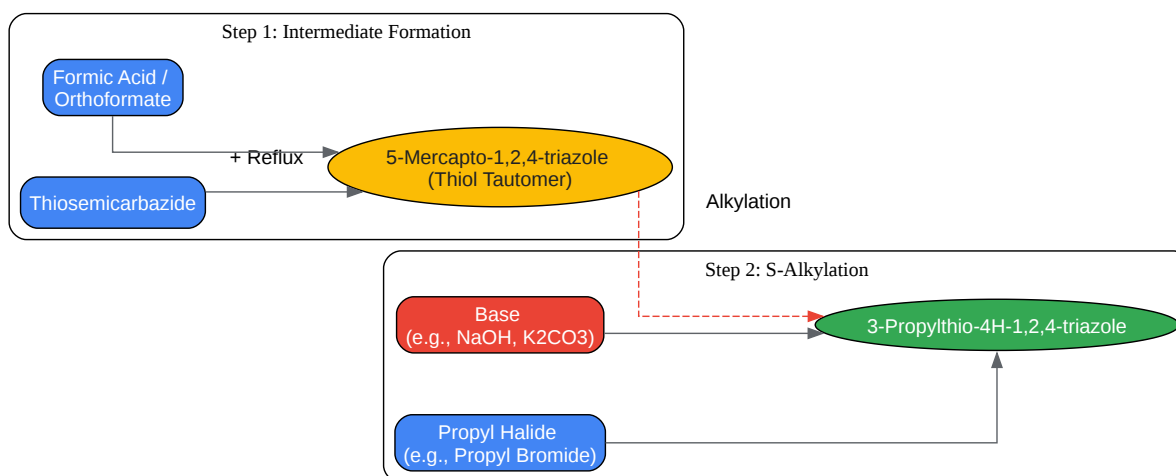 Step 1: Intermediate Formation
Formic Acid /
Orthoformate
+ Reflux
5-Mercapto-1,2,4-triazole
(Thiol Tautomer)
Thiosemicarbazide
Alkylation
Step 2: S-Alkylation
Base
(e.g., NaOH, K2CO3)
3-Propylthio-4H-1,2,4-triazole
Propyl Halide
(e.g., Propyl Bromide)